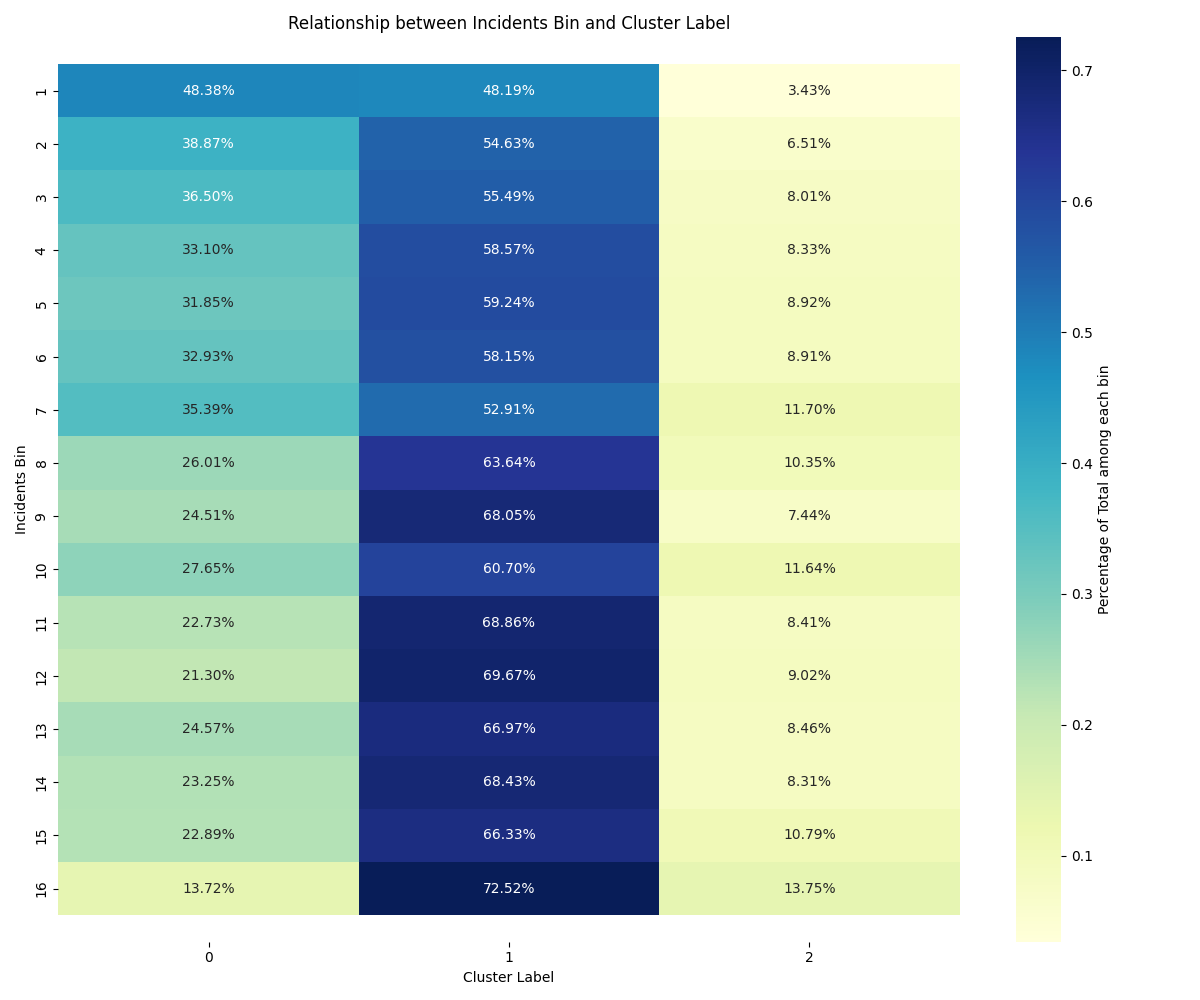 Relationship between Incidents Bin and Cluster Label
1 48.38% 48.19% 3.43%
2 38.87% 54.63% 6.51%
3 36.50% 55.49% 8.01%
4 33.10% 58.57% 8.33%
5 31.85% 59.24% 8.92%
6 32.93% 58.15% 8.91%
7 35.39% 52.91% 11.70%
8 26.01% 63.64% 10.35%
9 24.51% 68.05% 7.44%
10 27.65% 60.70% 11.64%
11 22.73% 68.86% 8.41%
12 21.30% 69.67% 9.02%
13 24.57% 66.97% 8.46%
14 23.25% 68.43% 8.31%
15 22.89% 66.33% 10.79%
16 13.72% 72.52% 13.75%
Incidents Bin
0 1 2
Cluster Label
0.7
0.6
0.5
0.4
0.3
0.2
0.1
Percentage of Total among each bin